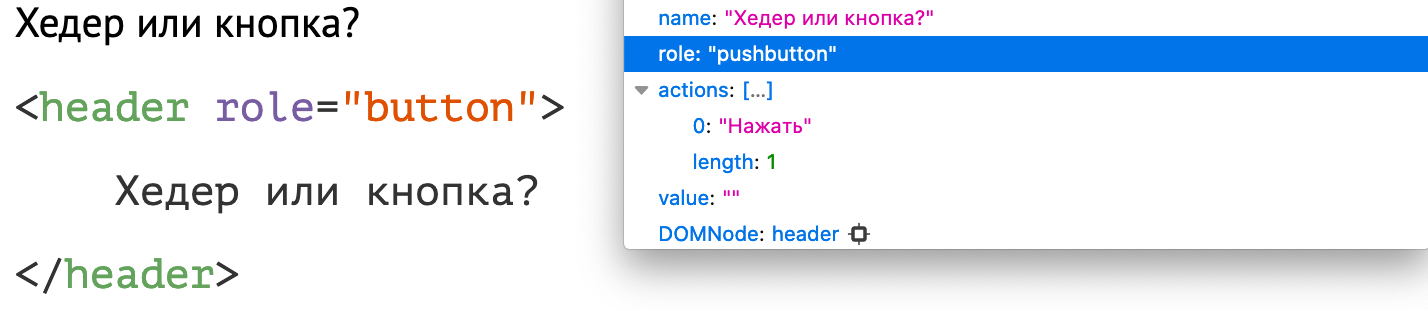 Хедер или кнопка?
<header role="button">
Хедер или кнопка?
</header>
name: "Хедер или кнопка?"
role: "pushbutton"
actions: […]
0: "Нажать"
length: 1
value: ""
DOMNode: header